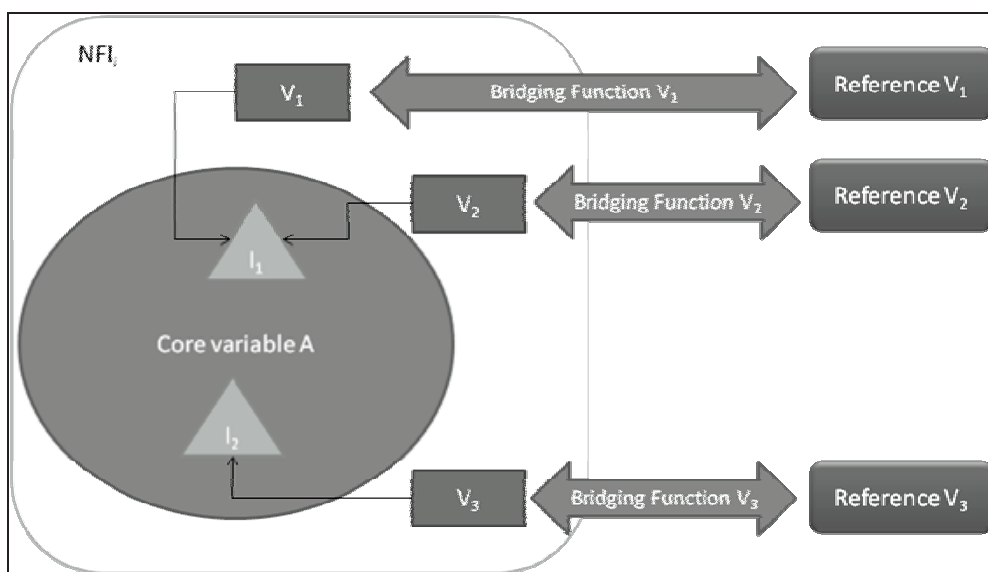 NFIᵢ
V₁
Bridging Function V₁
Reference V₁
V₂
Bridging Function V₂
Reference V₂
I₁
Core variable A
I₂
V₃
Bridging Function V₃
Reference V₃